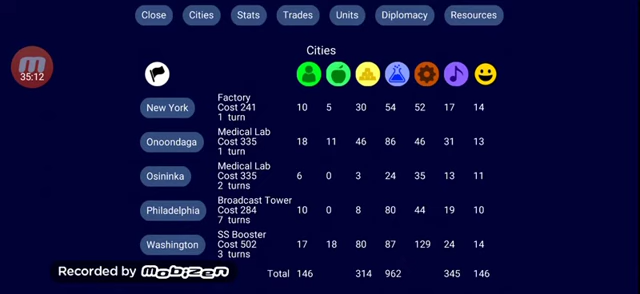 Close Cities Stats Trades Units Diplomacy Resources
Cities
35:12
New York Factory Cost 241 1 turn 10 5 30 54 52 17 14
Onoondaga Medical Lab Cost 335 1 turn 18 11 46 86 46 31 13
Osininka Medical Lab Cost 335 2 turns 6 0 3 24 35 13 11
Philadelphia Broadcast Tower Cost 284 7 turns 10 0 8 80 44 19 10
Washington SS Booster Cost 502 3 turns 17 18 80 87 129 24 14
Recorded by MOBIZEN
Total 146 314 962 345 146